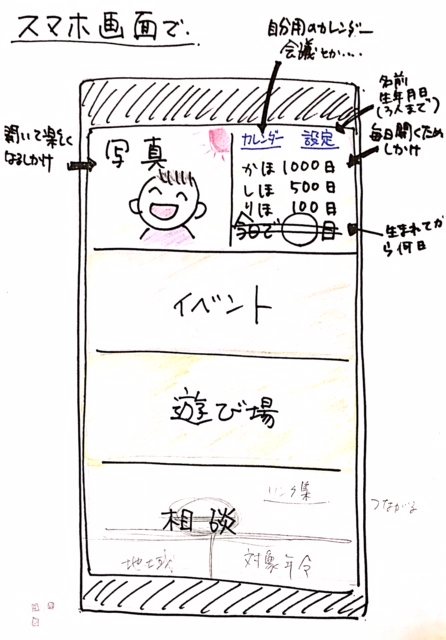 スマホ画面で.
自分用のカレンダー
会議とか....
名前
生年月日
(3人まで)
開いて楽しく
なるしかけ
写真
カレンダー 設定
毎日開くため
しかけ
かほ 1000日
しほ 500日
りほ 100日
今日で 日
生まれてか
ら何日
イベント
遊び場
リンク集
相談
つながる
地域 対象年令